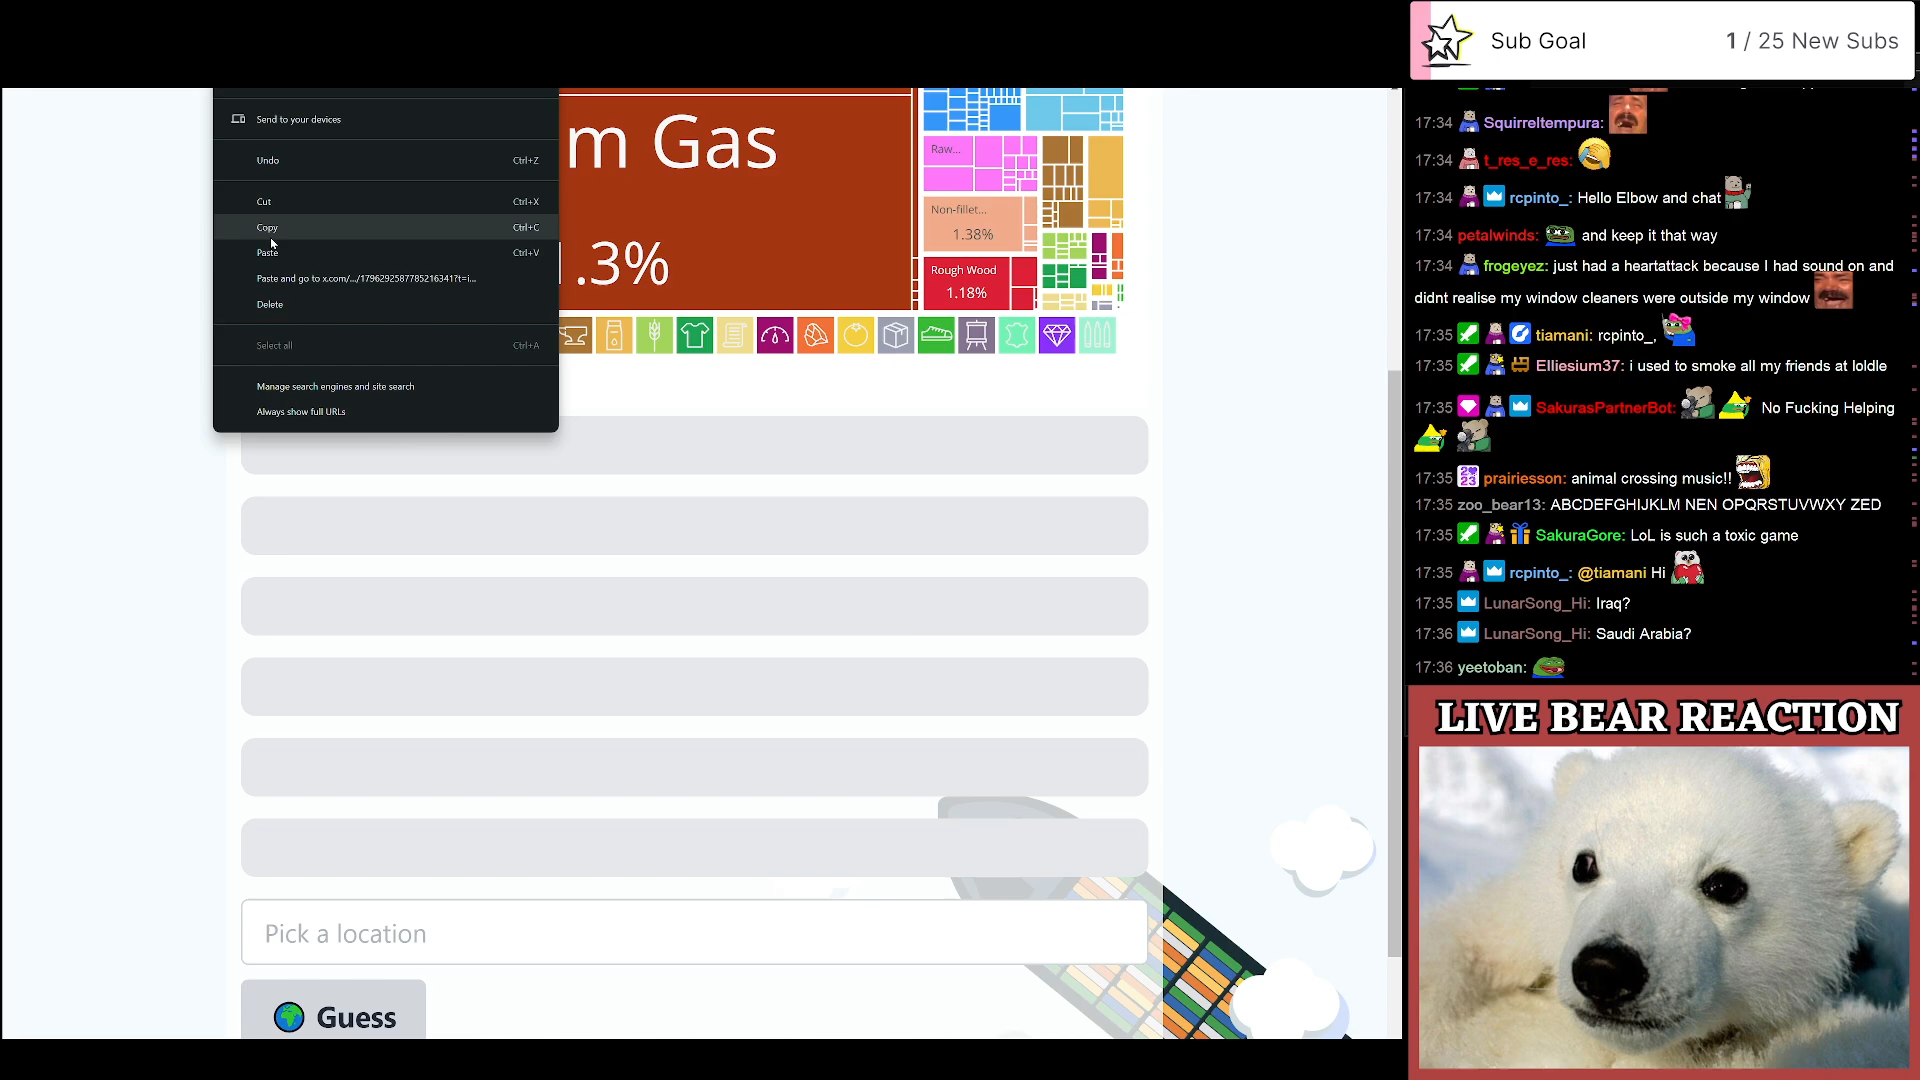 Sub Goal
1 / 25 New Subs
Send to your devices
Undo Ctrl+Z
Cut Ctrl+X
Copy Ctrl+C
Paste Ctrl+V
Paste and go to x.com/.../1796292587785216341?t=i...
Delete
Select all Ctrl+A
Manage search engines and site search
Always show full URLs
m Gas
.3%
Raw...
Non-fillet...
1.38%
Rough Wood
1.18%
Pick a location
Guess
17:34 Squirreltempura:
17:34 t_res_e_res:
17:34 rcpinto_: Hello Elbow and chat
17:34 petalwinds: and keep it that way
17:34 frogeyez: just had a heartattack because I had sound on and
didnt realise my window cleaners were outside my window
17:35 tiamani: rcpinto_,
17:35 Elliesium37: i used to smoke all my friends at loldle
17:35 SakurasPartnerBot: No Fucking Helping
17:35 prairiesson: animal crossing music!!
17:35 zoo_bear13: ABCDEFGHIJKLM NEN OPQRSTUVWXY ZED
17:35 SakuraGore: LoL is such a toxic game
17:35 rcpinto_: @tiamani Hi
17:35 LunarSong_Hi: Iraq?
17:36 LunarSong_Hi: Saudi Arabia?
17:36 yeetoban:
LIVE BEAR REACTION